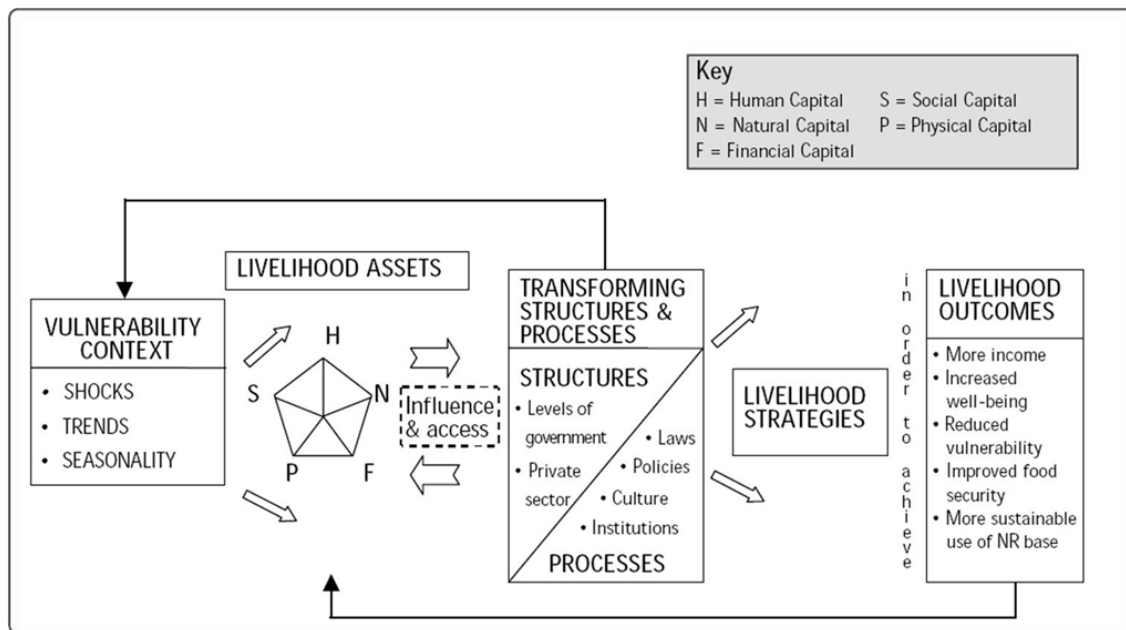 Key
H = Human Capital S = Social Capital
N = Natural Capital P = Physical Capital
F = Financial Capital
LIVELIHOOD ASSETS
VULNERABILITY
CONTEXT
• SHOCKS
• TRENDS
• SEASONALITY
H
S
N
P
F
Influence
& access
TRANSFORMING
STRUCTURES &
PROCESSES
STRUCTURES
• Levels of
government
• Private
sector
• Laws
• Policies
• Culture
• Institutions
PROCESSES
LIVELIHOOD
STRATEGIES
in order to achieve
LIVELIHOOD
OUTCOMES
• More income
• Increased
well-being
• Reduced
vulnerability
• Improved food
security
• More sustainable
use of NR base